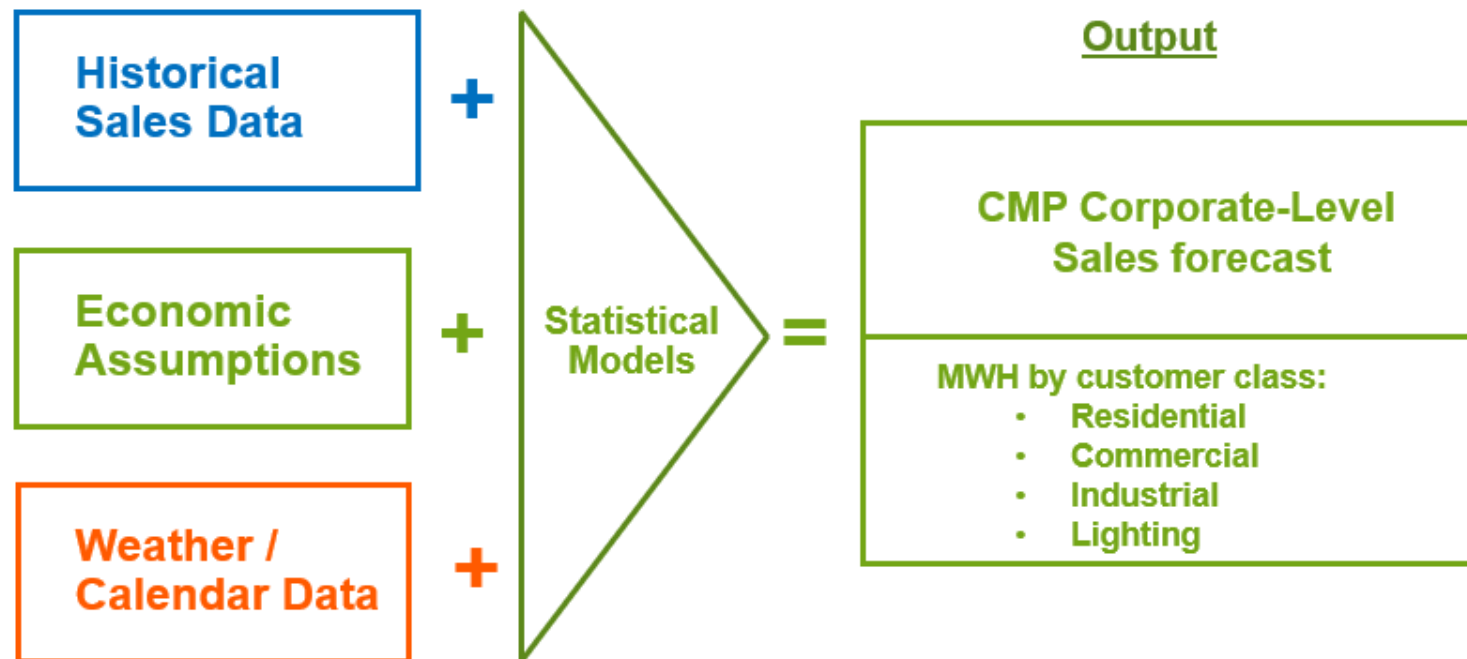 Historical
Sales Data
+
Economic
Assumptions
+
Weather /
Calendar Data
+
Statistical
Models
=
Output
CMP Corporate-Level
Sales forecast
MWH by customer class:
• Residential
• Commercial
• Industrial
• Lighting